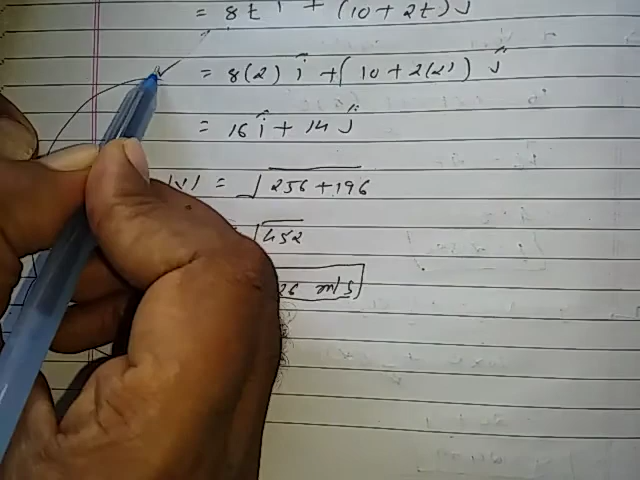 = 8t î + (10 + 2t) ĵ
= 8(2) î + (10 + 2(2)) ĵ
= 16 î + 14 ĵ
|v| = √256 + 196
= √452